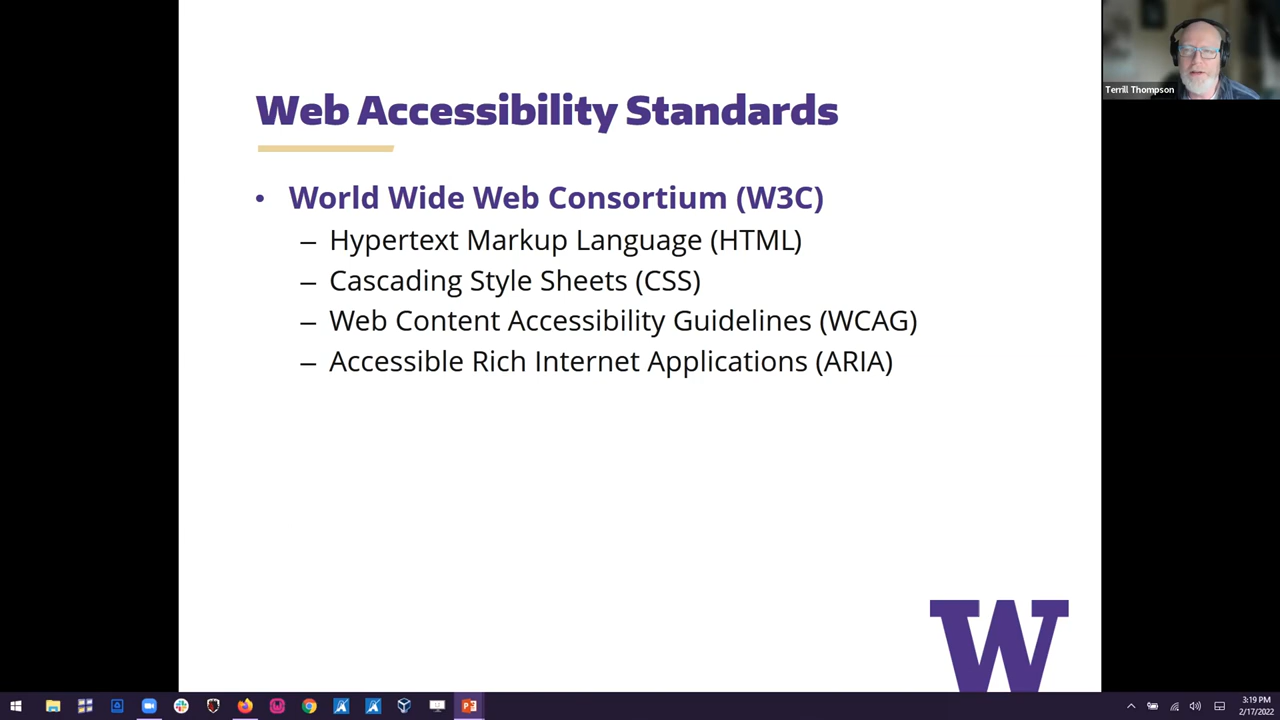 Web Accessibility Standards
• World Wide Web Consortium (W3C)
– Hypertext Markup Language (HTML)
– Cascading Style Sheets (CSS)
– Web Content Accessibility Guidelines (WCAG)
– Accessible Rich Internet Applications (ARIA)
W
Terrill Thompson
3:19 PM
2/17/2022